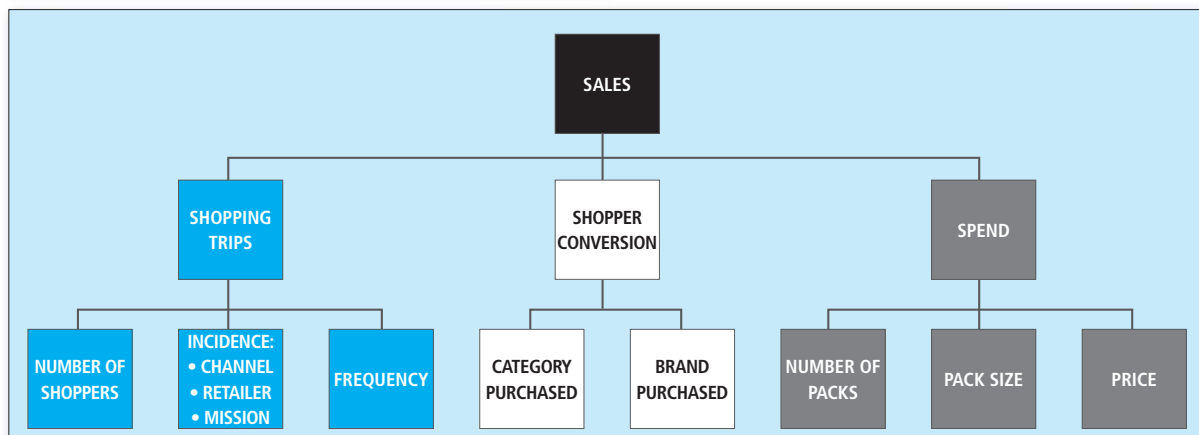 SALES
SHOPPING
TRIPS
SHOPPER
CONVERSION
SPEND
NUMBER OF
SHOPPERS
INCIDENCE:
• CHANNEL
• RETAILER
• MISSION
FREQUENCY
CATEGORY
PURCHASED
BRAND
PURCHASED
NUMBER OF
PACKS
PACK SIZE
PRICE